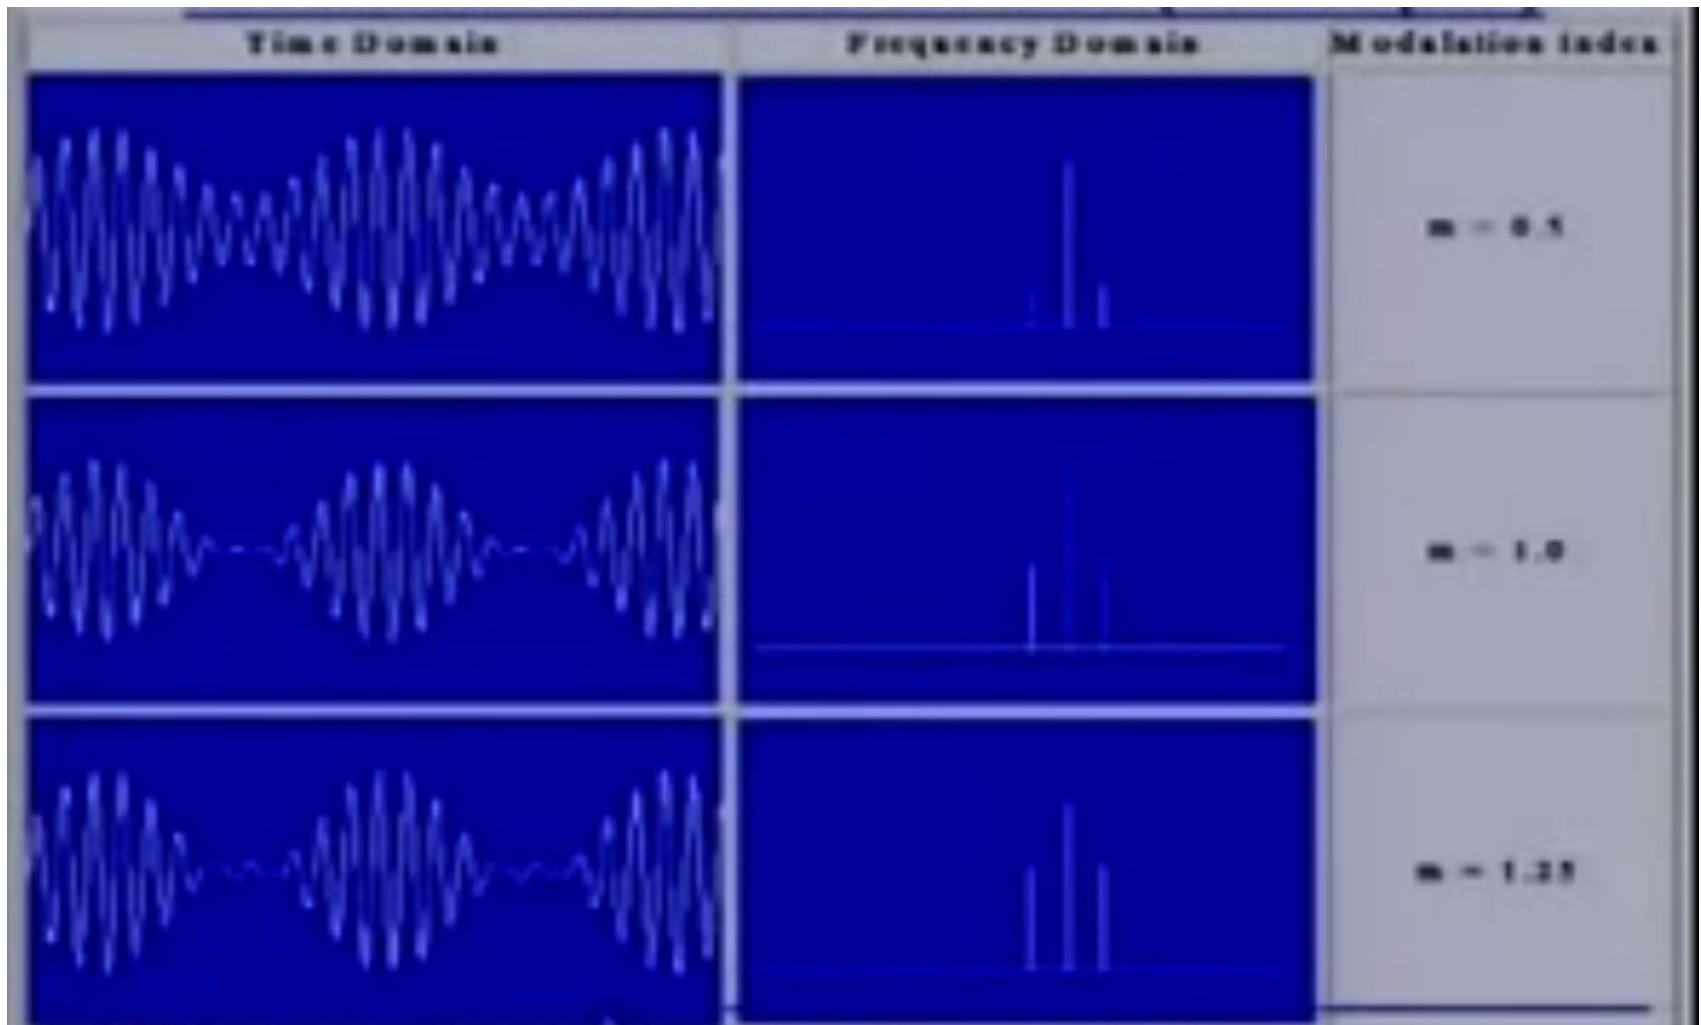 Time Domain
Frequency Domain
Modulation Index
m = 0.5
m = 1.0
m = 1.25